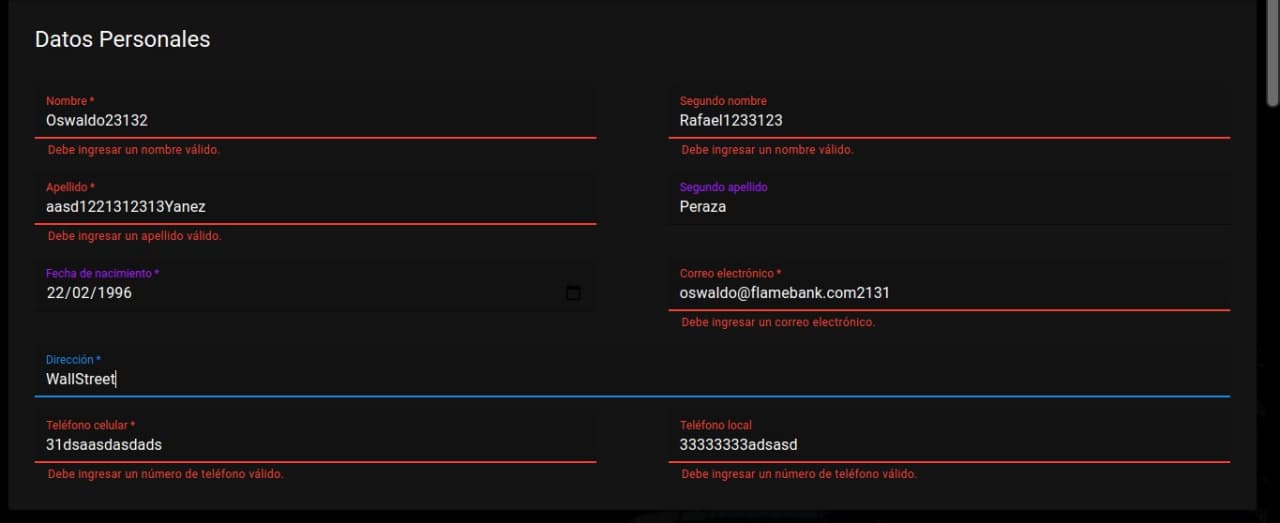 Datos Personales
Nombre *
Oswaldo23132
Debe ingresar un nombre válido.
Segundo nombre
Rafael1233123
Debe ingresar un nombre válido.
Apellido *
aasd1221312313Yanez
Debe ingresar un apellido válido.
Segundo apellido
Peraza
Fecha de nacimiento *
22/02/1996
Correo electrónico *
oswaldo@flamebank.com2131
Debe ingresar un correo electrónico.
Dirección *
WallStreet
Teléfono celular *
31dsaasdasdads
Debe ingresar un número de teléfono válido.
Teléfono local
33333333adsasd
Debe ingresar un número de teléfono válido.